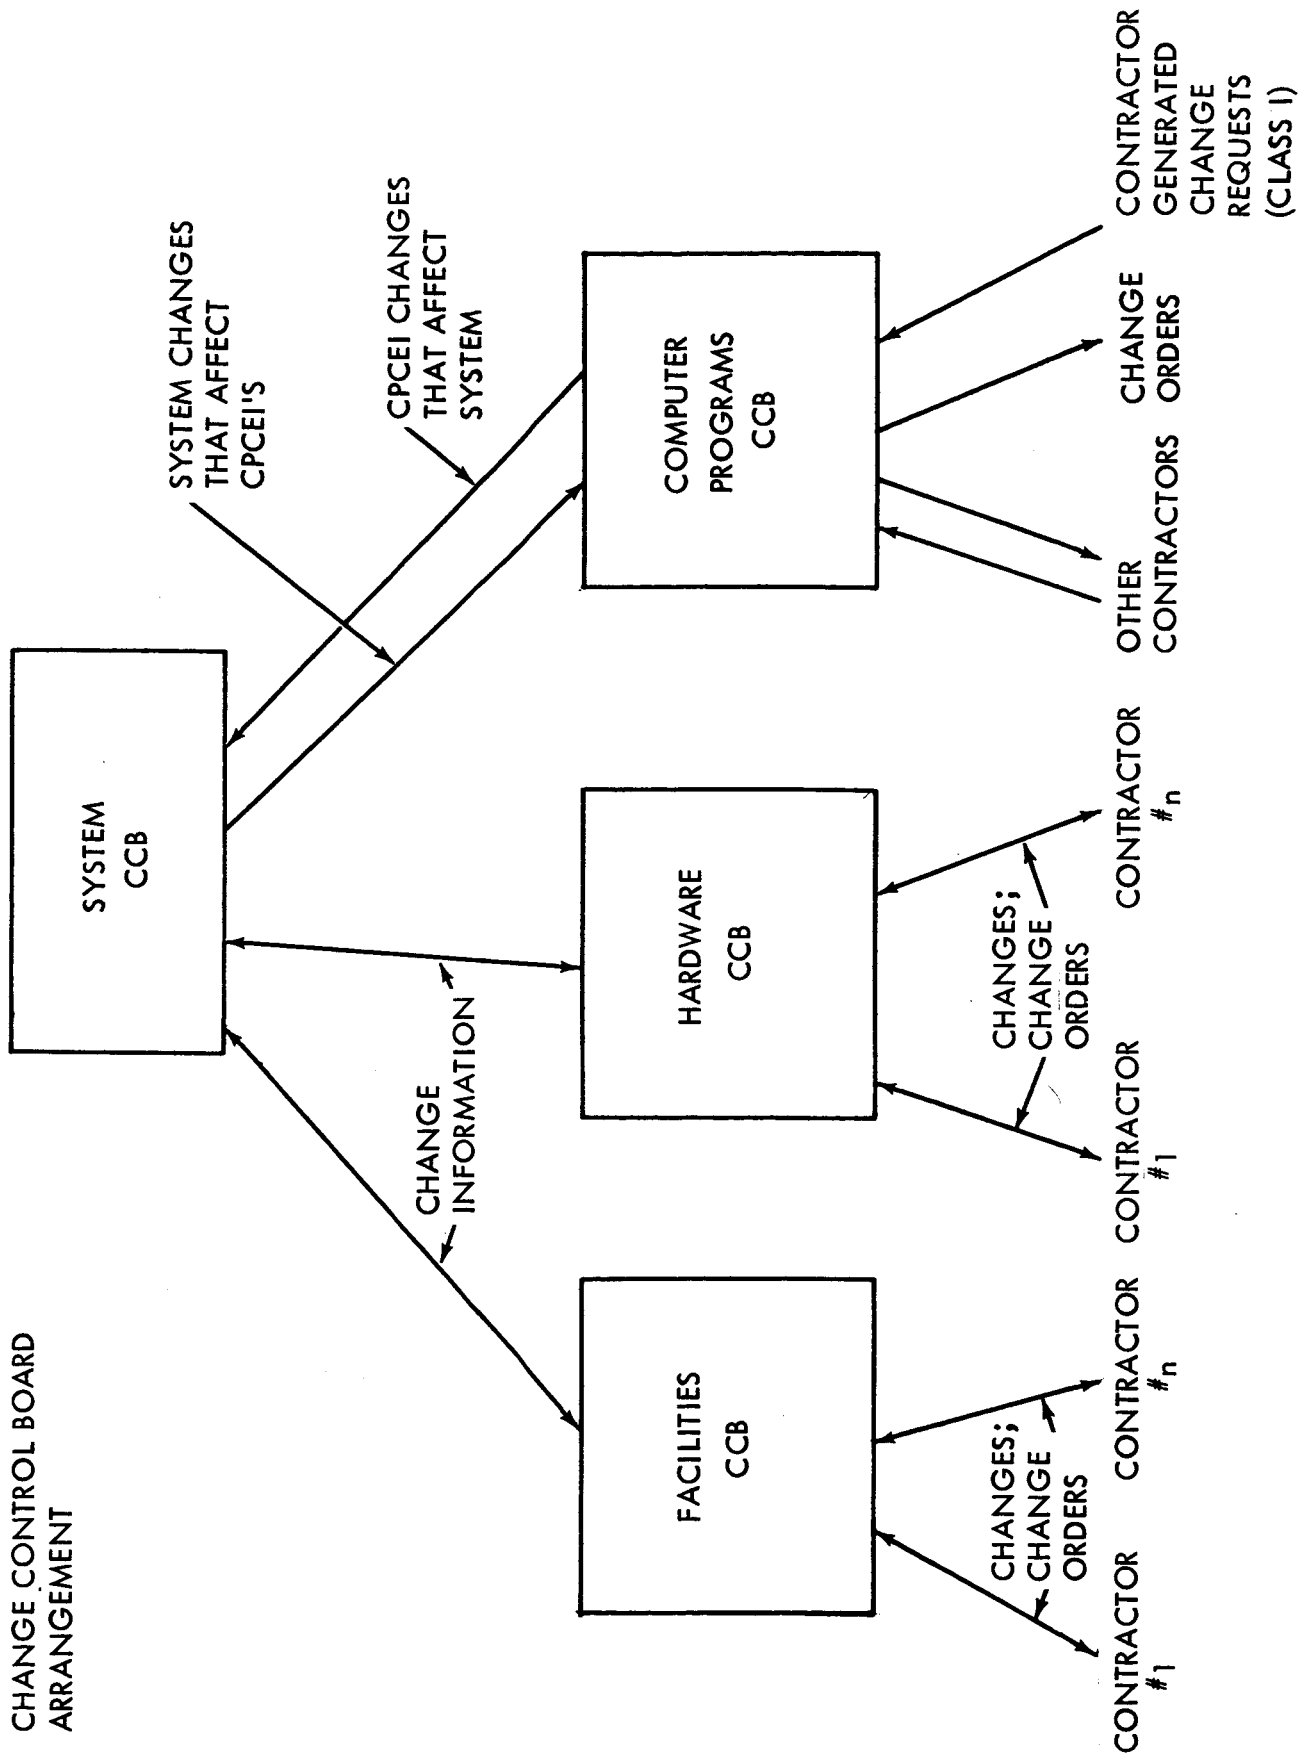 CHANGE CONTROL BOARD
ARRANGEMENT
SYSTEM
CCB
SYSTEM CHANGES
THAT AFFECT
CPCEI'S
CPCEI CHANGES
THAT AFFECT
SYSTEM
CHANGE
INFORMATION
FACILITIES
CCB
HARDWARE
CCB
COMPUTER
PROGRAMS
CCB
CHANGES;
CHANGE
ORDERS
CHANGES;
CHANGE
ORDERS
CONTRACTOR
#1
CONTRACTOR
#n
CONTRACTOR
#1
CONTRACTOR
#n
OTHER
CONTRACTORS
CHANGE
ORDERS
CONTRACTOR
GENERATED
CHANGE
REQUESTS
(CLASS I)